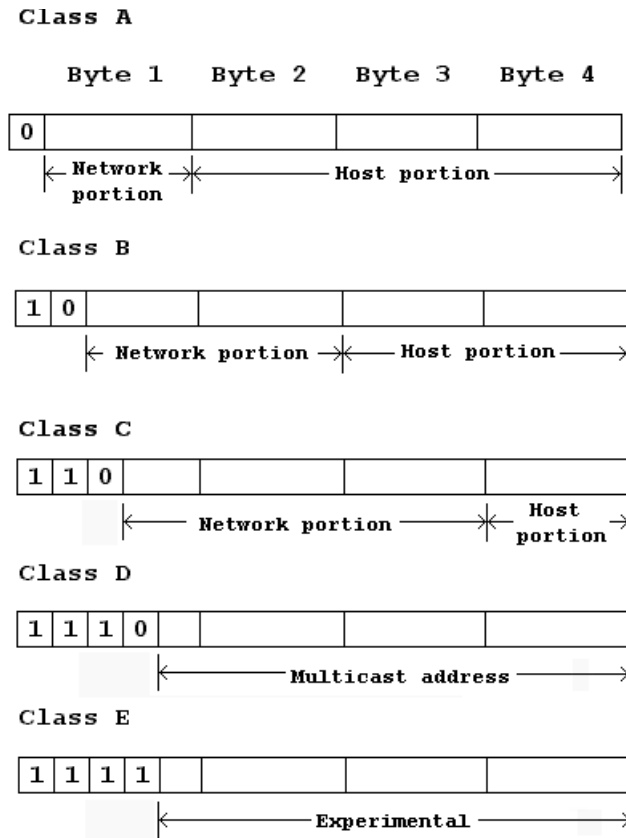 Class A
Byte 1 Byte 2 Byte 3 Byte 4
0
Network portion
Host portion
Class B
1 0
Network portion Host portion
Class C
1 1 0
Network portion
Host portion
Class D
1 1 1 0
Multicast address
Class E
1 1 1 1
Experimental